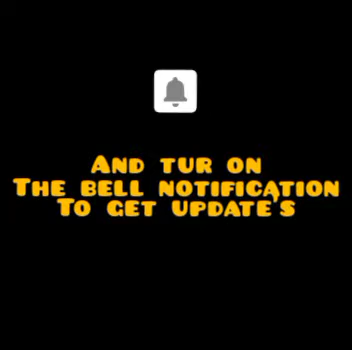 And tur on
The bell notification
To get update's